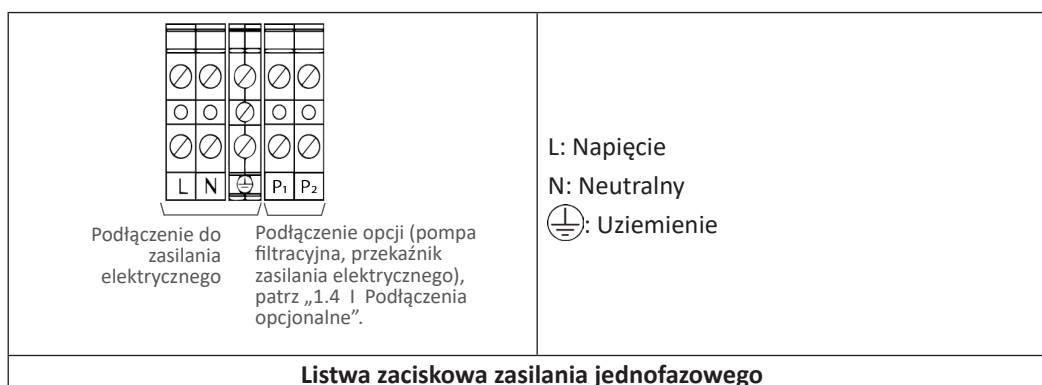 L N P₁ P₂
Podłączenie do
zasilania
elektrycznego
Podłączenie opcji (pompa
filtracyjna, przekaźnik
zasilania elektrycznego),
patrz „1.4 I Podłączenia
opcjonalne”.
L: Napięcie
N: Neutralny
: Uziemienie
Listwa zaciskowa zasilania jednofazowego